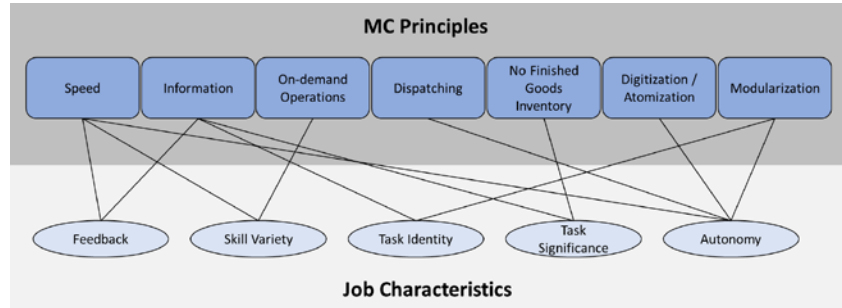 MC Principles
Speed
Information
On-demand
Operations
Dispatching
No Finished
Goods
Inventory
Digitization /
Atomization
Modularization
Feedback
Skill Variety
Task Identity
Task
Significance
Autonomy
Job Characteristics